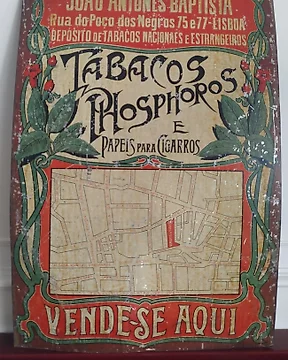 JOÃO ANTUNES BAPTISTA
Rua do Poço dos Negros 75 e 77-LISBOA
DEPÓSITO DE TABACOS NACIONAES E ESTRANGEIROS
TABACOS
PHOSPHOROS
E
PAPEIS PARA CIGARROS
VENDE-SE AQUI